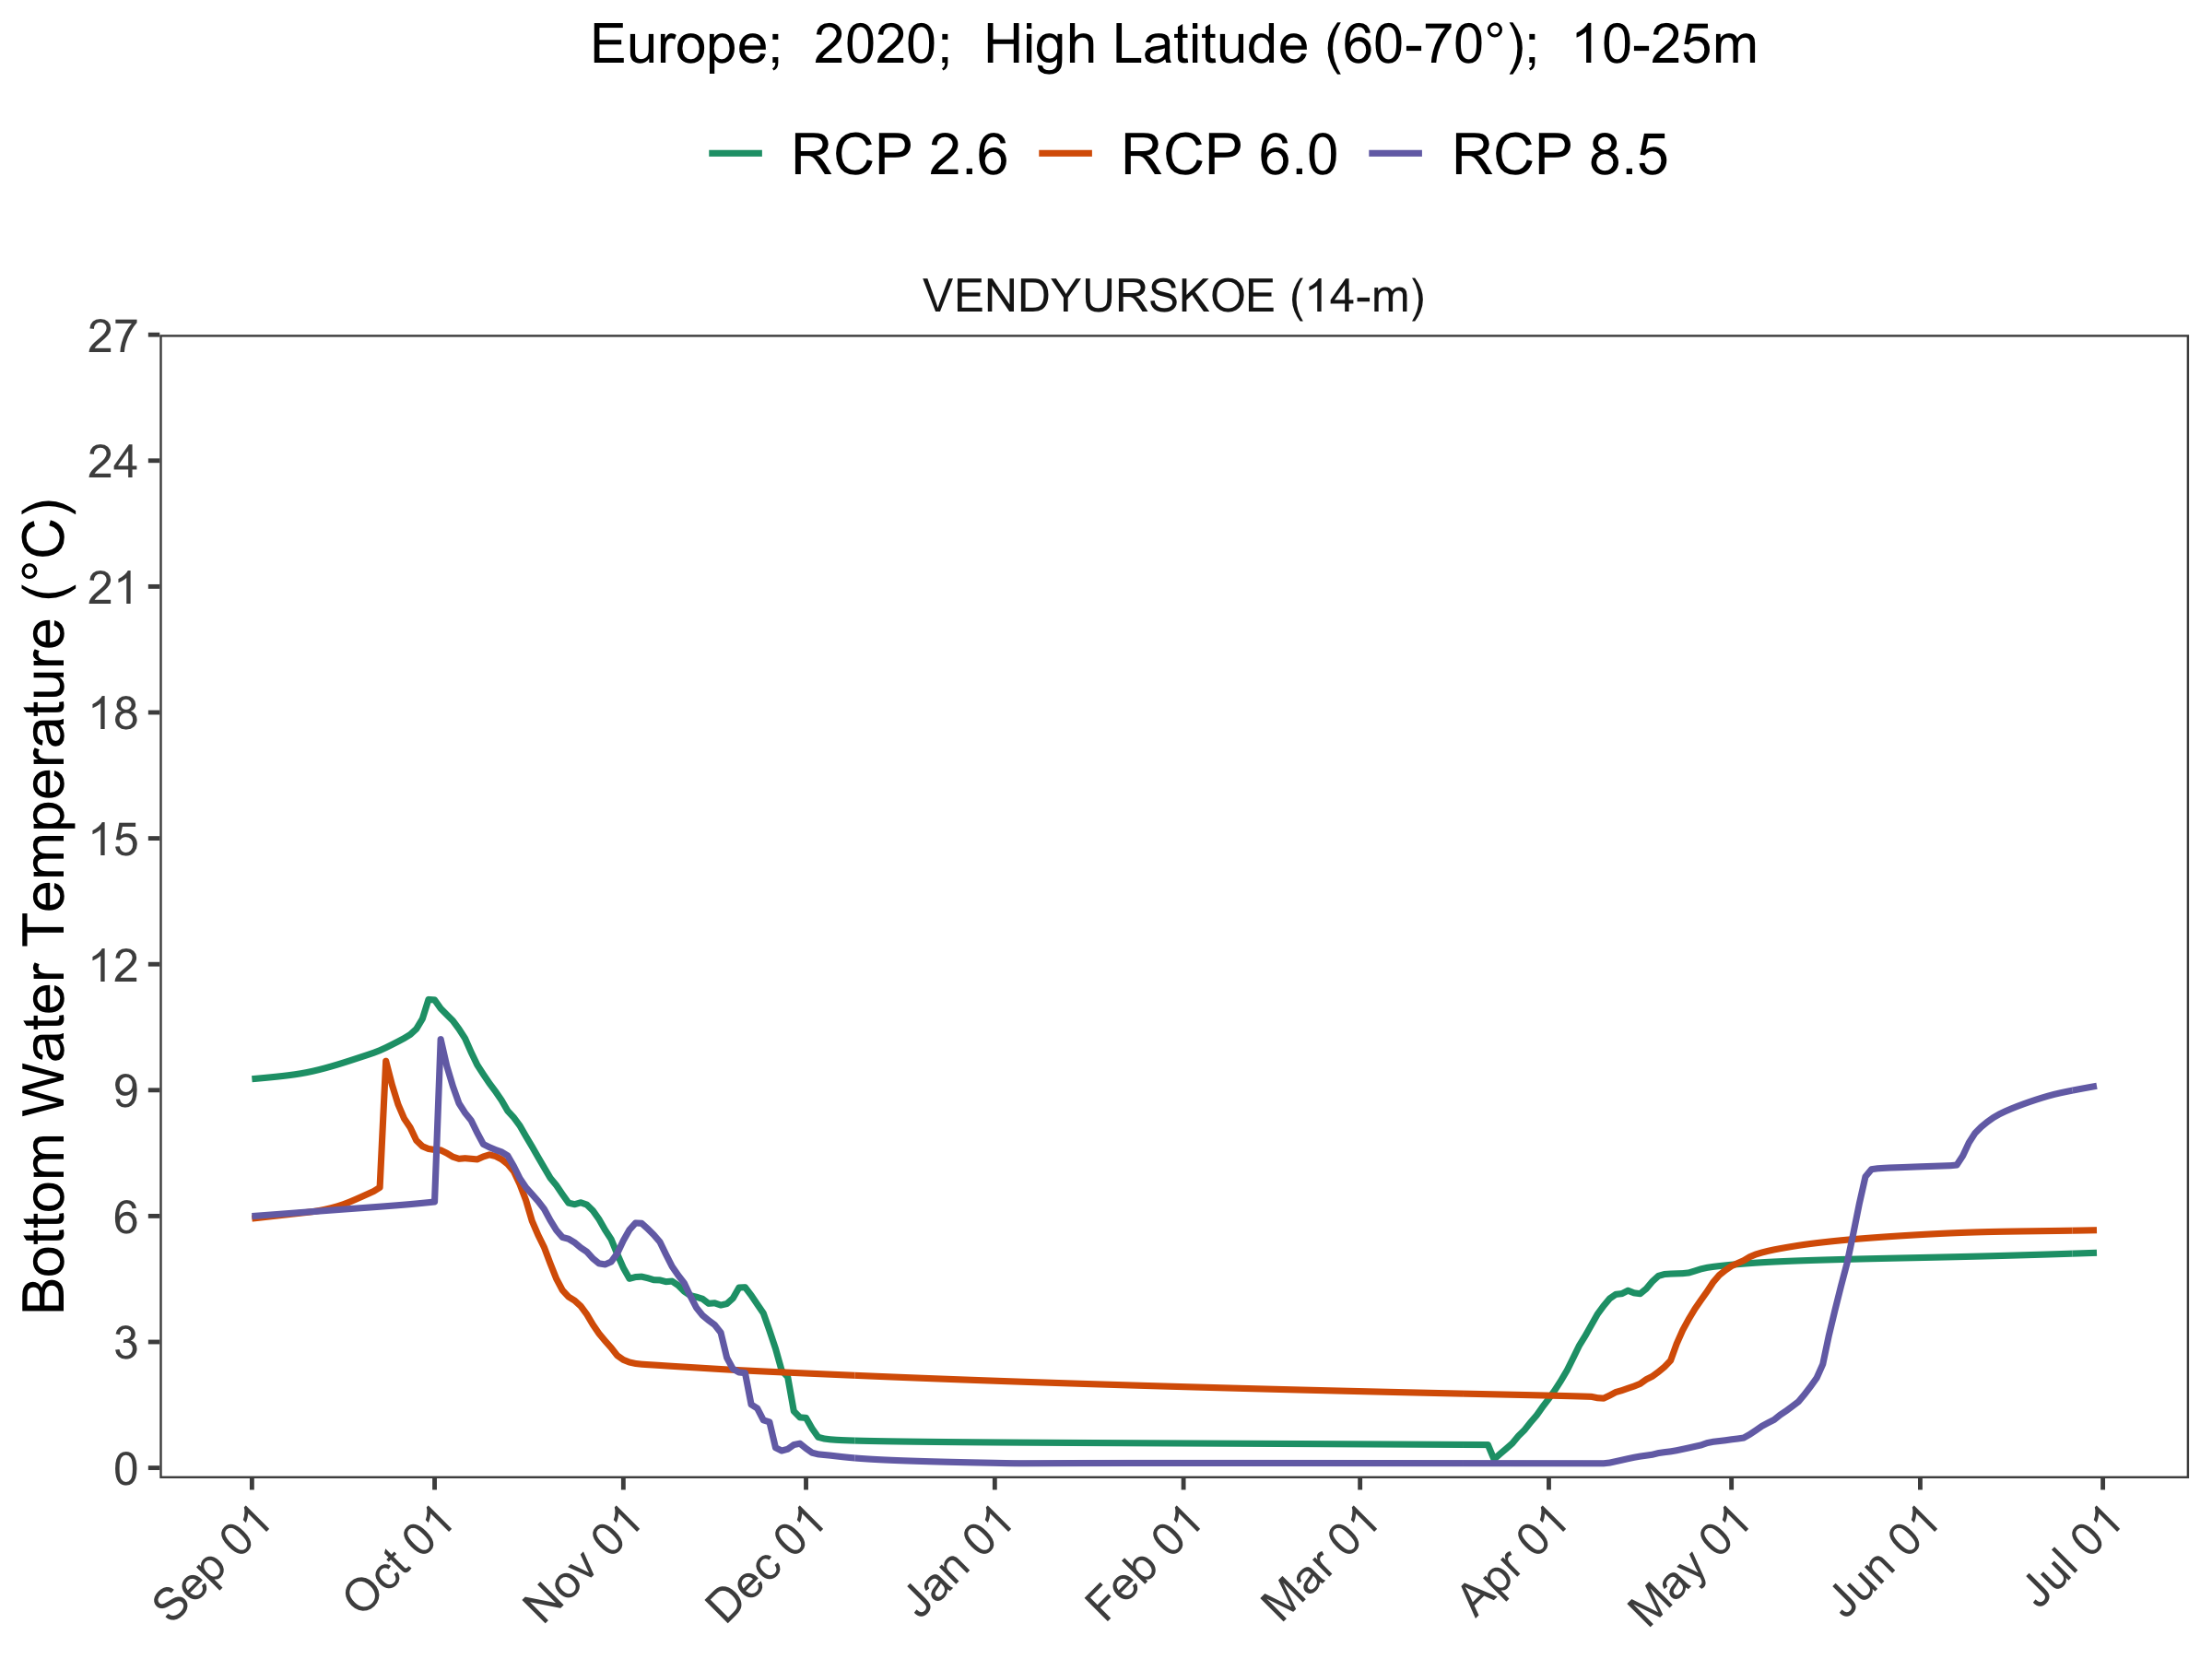 Europe;  2020;  High Latitude (60-70°);  10-25m
RCP 2.6 RCP 6.0 RCP 8.5
VENDYURSKOE (14-m)
Bottom Water Temperature (°C)
27
24
21
18
15
12
9
6
3
0
Sep 01 Oct 01 Nov 01 Dec 01 Jan 01 Feb 01 Mar 01 Apr 01 May 01 Jun 01 Jul 01